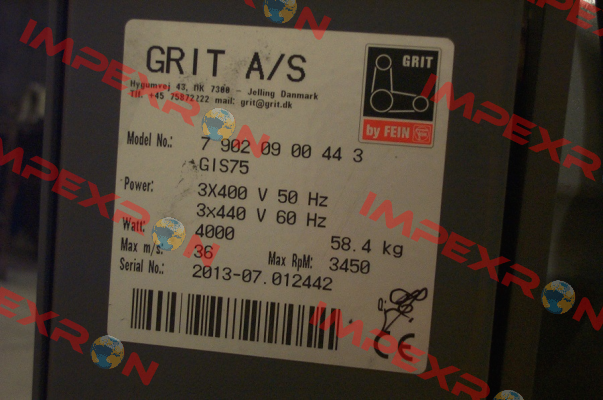 GRIT A/S
Hygumvej 43, DK 7300 - Jelling Danmark
Tlf. +45 75872722 mail: grit@grit.dk
GRIT
by FEIN
Model No.: 7 902 09 00 44 3
GIS75
Power: 3X400 V 50 Hz
3x440 V 60 Hz
Watt: 4000 58.4 kg
Max m/s: 36 Max RpM: 3450
Serial No.: 2013-07.012442
CE
IMPEXRON
IMPEXRON
IMPEXRON
IMPEXRON
IMPEXRON
IMPEXRON